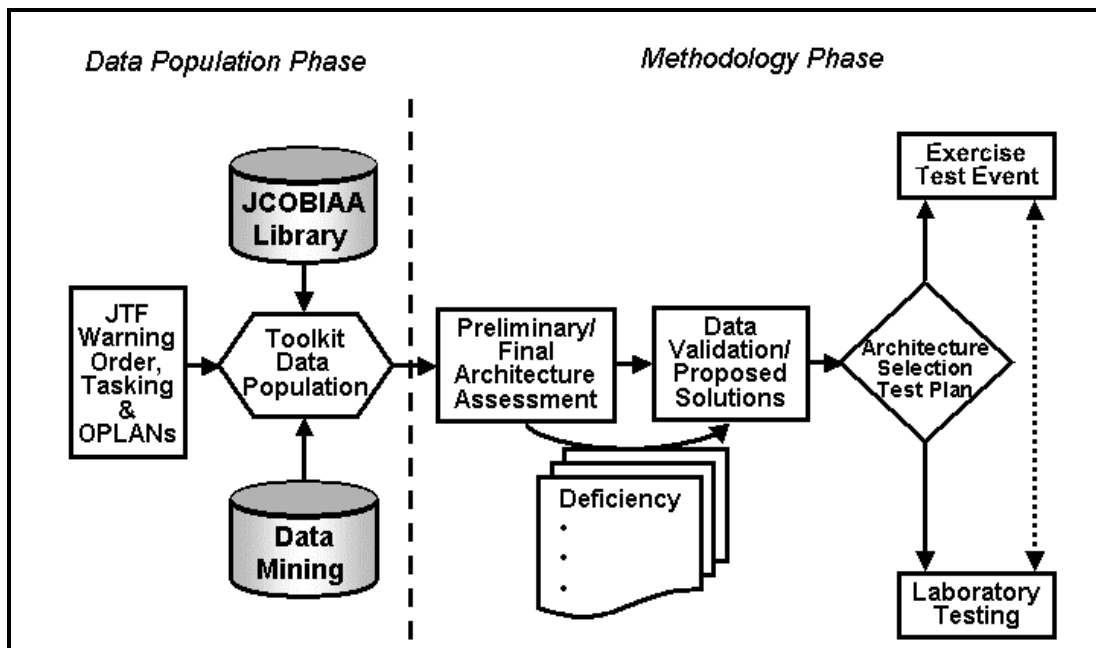 Data Population Phase
Methodology Phase
JCOBIAA
Library
JTF
Warning
Order,
Tasking
&
OPLANs
Toolkit
Data
Population
Data
Mining
Preliminary/
Final
Architecture
Assessment
Data
Validation/
Proposed
Solutions
Deficiency
Architecture
Selection
Test Plan
Exercise
Test Event
Laboratory
Testing